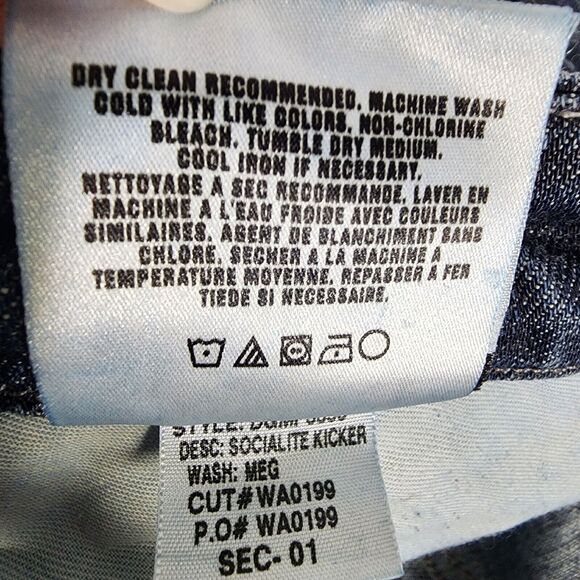 DRY CLEAN RECOMMENDED. MACHINE WASH
COLD WITH LIKE COLORS. NON-CHLORINE
BLEACH. TUMBLE DRY MEDIUM.
COOL IRON IF NECESSARY.
NETTOYAGE A SEC RECOMMANDE. LAVER EN
MACHINE A L'EAU FROIDE AVEC COULEURS
SIMILAIRES. AGENT DE BLANCHIMENT SANS
CHLORE. SECHER A LA MACHINE A
TEMPERATURE MOYENNE. REPASSER A FER
TIEDE SI NECESSAIRE.
STYLE:
DESC: SOCIALITE KICKER
WASH: MEG
CUT# WA0199
P.O# WA0199
SEC- 01